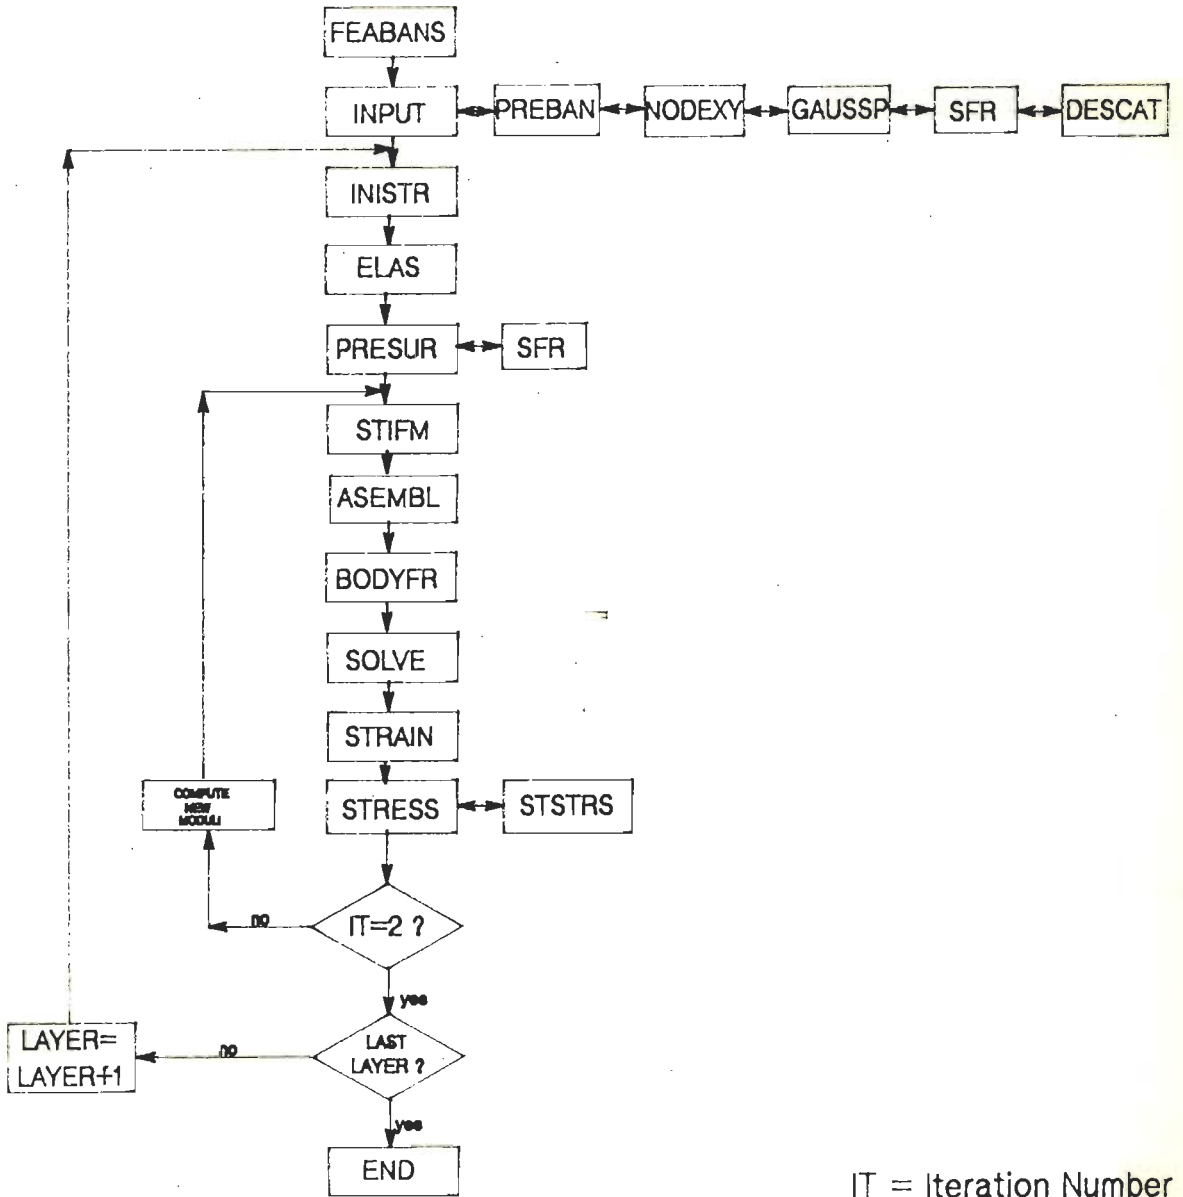 FEABANS
INPUT PREBAN NODEXY GAUSSP SFR DESCAT
INISTR
ELAS
PRESUR SFR
STIFM
ASEMBL
BODYFR
SOLVE
STRAIN
COMPUTE
NEW
MODULI
STRESS STSTRS
no IT=2 ?
yes
LAYER=
LAYER+1
no
LAST
LAYER ?
yes
END
IT = Iteration Number